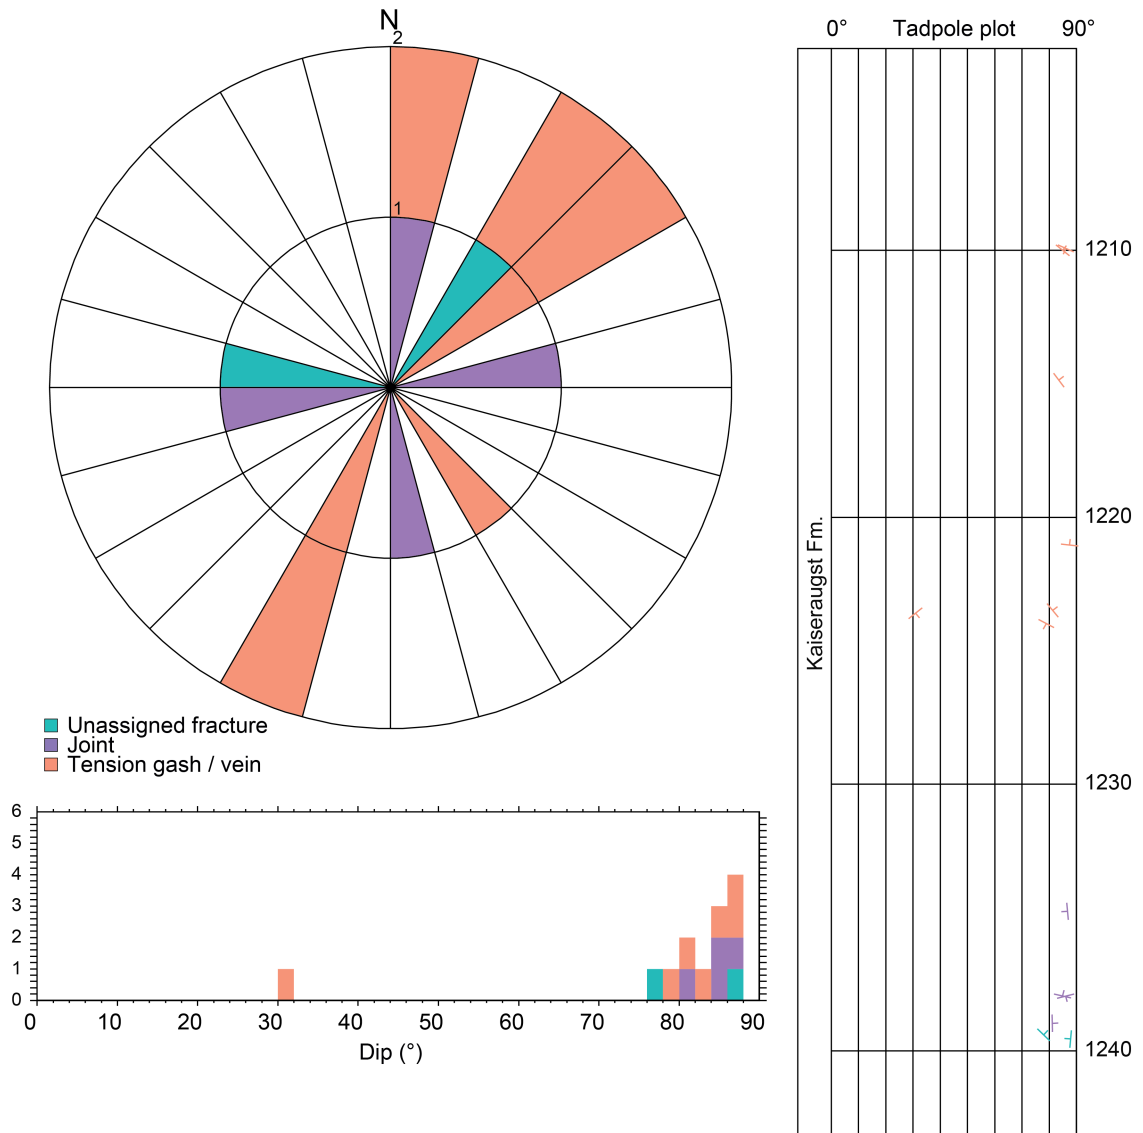 N
2
1
Unassigned fracture
Joint
Tension gash / vein
6
5
4
3
2
1
0
0 10 20 30 40 50 60 70 80 90
Dip (°)
0° Tadpole plot 90°
Kaiseraugst Fm.
1210
1220
1230
1240